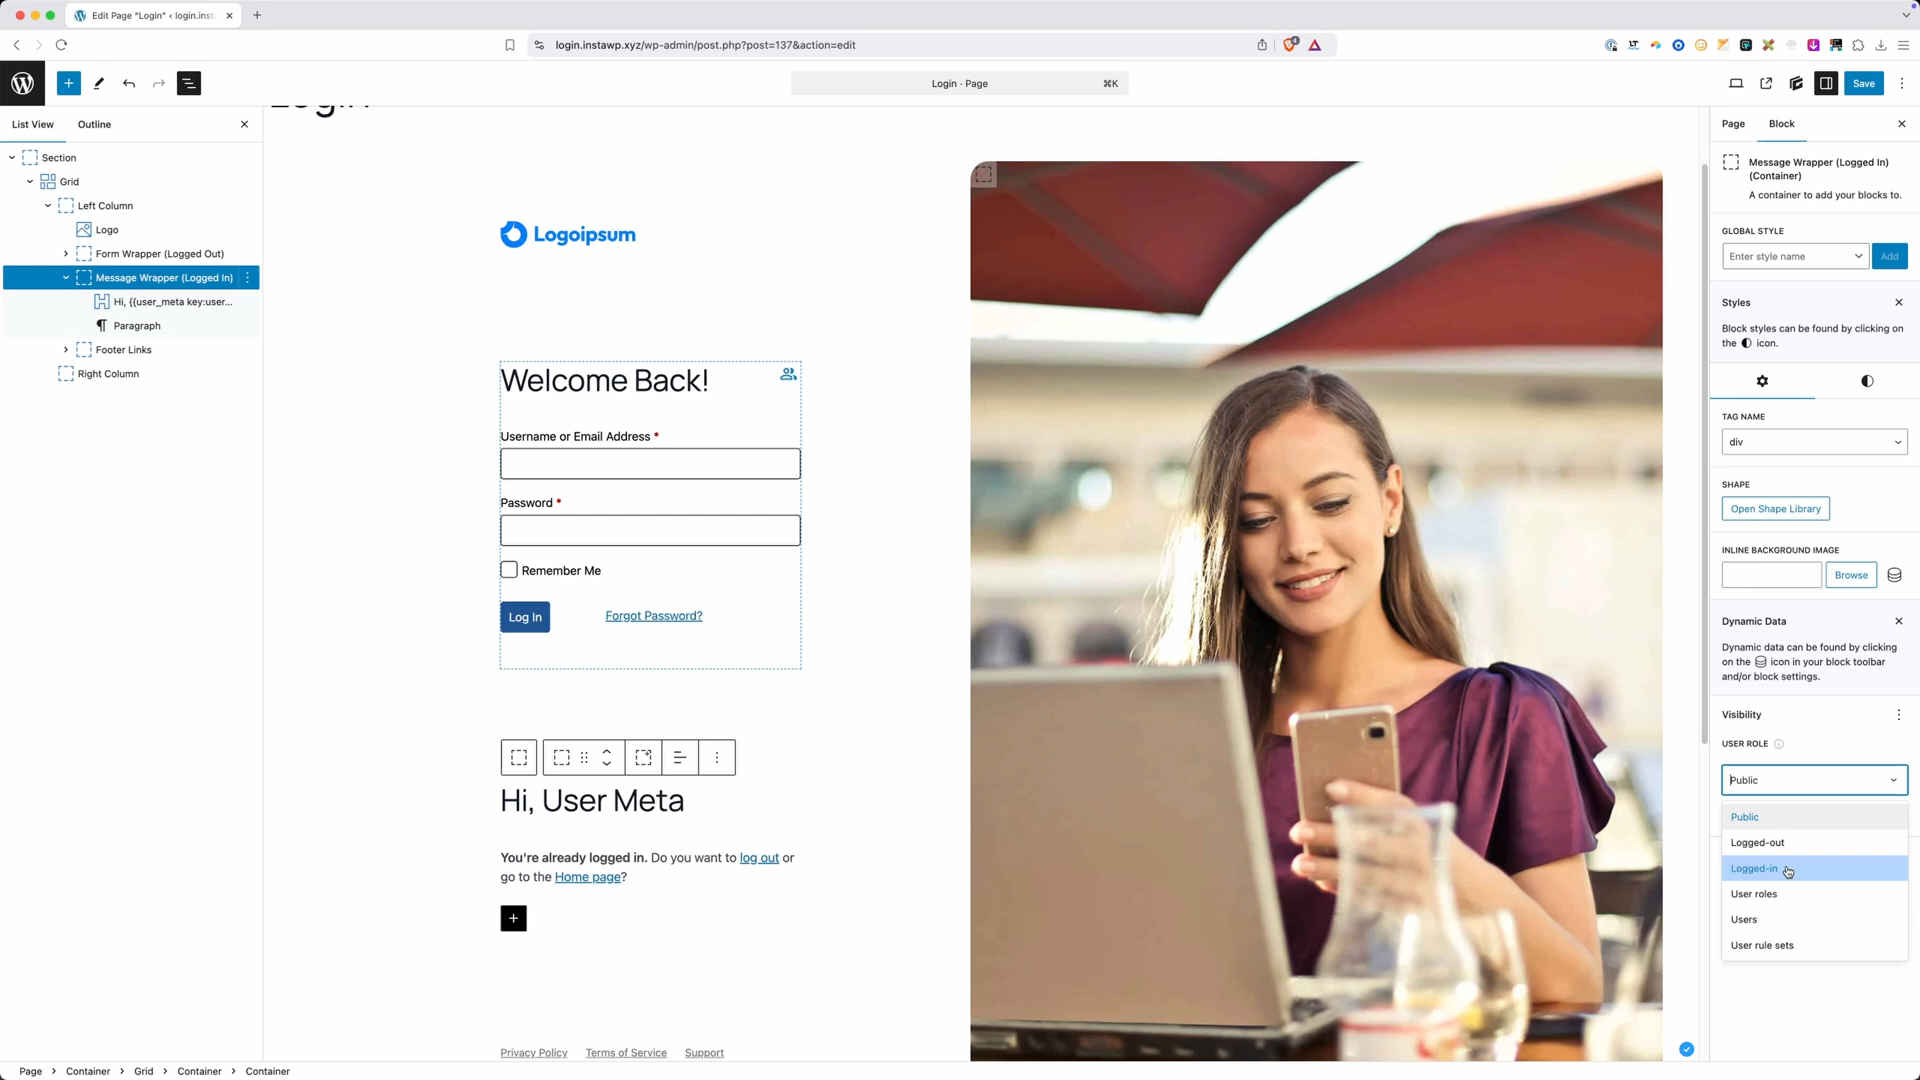 Edit Page “Login” ‹ login.inst
login.instawp.xyz/wp-admin/post.php?post=137&action=edit
Login · Page
⌘K
Save
List View
Outline
Section
Grid
Left Column
Logo
Form Wrapper (Logged Out)
Message Wrapper (Logged In)
Hi, {{user_meta key:user...
Paragraph
Footer Links
Right Column
Login
Logoipsum
Welcome Back!
Username or Email Address *
Password *
Remember Me
Log In
Forgot Password?
Hi, User Meta
You're already logged in. Do you want to log out or
go to the Home page?
Privacy Policy
Terms of Service
Support
Page
Block
Message Wrapper (Logged In)
(Container)
A container to add your blocks to.
GLOBAL STYLE
Enter style name
Add
Styles
Block styles can be found by clicking on
the icon.
TAG NAME
div
SHAPE
Open Shape Library
INLINE BACKGROUND IMAGE
Browse
Dynamic Data
Dynamic data can be found by clicking
on the icon in your block toolbar
and/or block settings.
Visibility
USER ROLE
Public
Public
Logged-out
Logged-in
User roles
Users
User rule sets
Page › Container › Grid › Container › Container